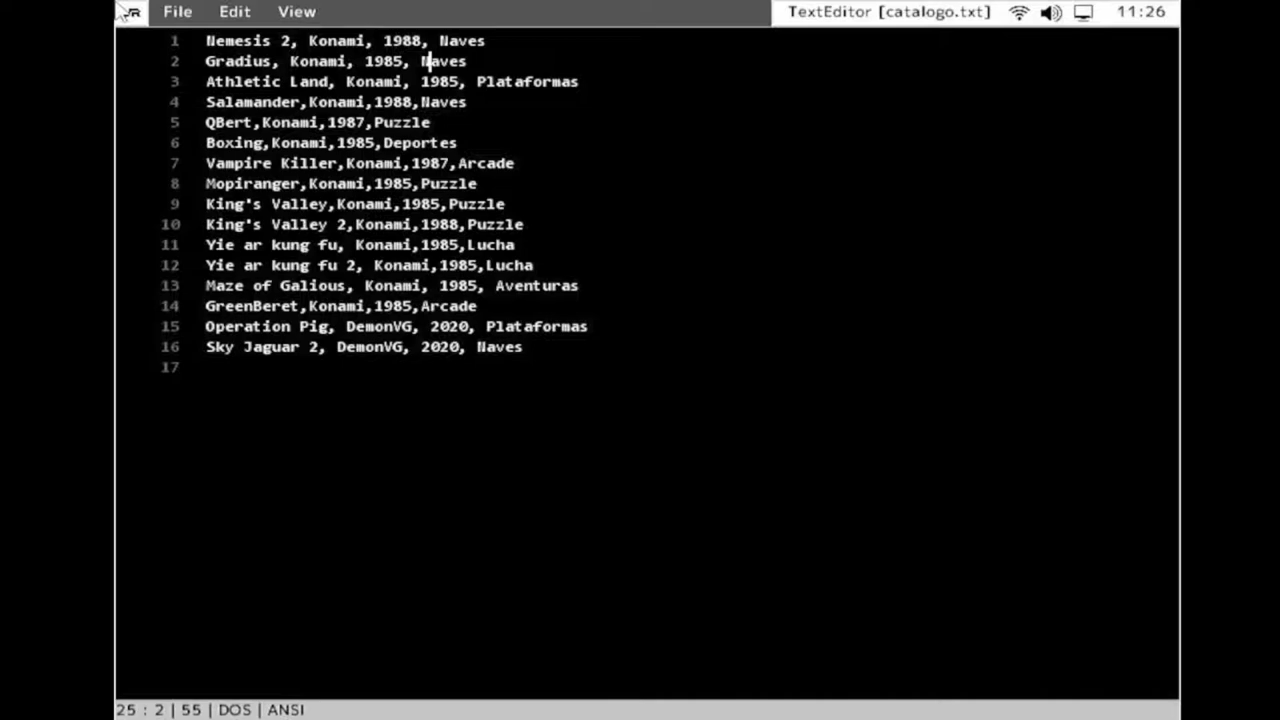 File Edit View TextEditor [catalogo.txt] 11:26
1 Nemesis 2, Konami, 1988, Naves
2 Gradius, Konami, 1985, Naves
3 Athletic Land, Konami, 1985, Plataformas
4 Salamander,Konami,1988,Naves
5 QBert,Konami,1987,Puzzle
6 Boxing,Konami,1985,Deportes
7 Vampire Killer,Konami,1987,Arcade
8 Mopiranger,Konami,1985,Puzzle
9 King's Valley,Konami,1985,Puzzle
10 King's Valley 2,Konami,1988,Puzzle
11 Yie ar kung fu, Konami,1985,Lucha
12 Yie ar kung fu 2, Konami,1985,Lucha
13 Maze of Galious, Konami, 1985, Aventuras
14 GreenBeret,Konami,1985,Arcade
15 Operation Pig, DemonVG, 2020, Plataformas
16 Sky Jaguar 2, DemonVG, 2020, Naves
17
25 : 2 | 55 | DOS | ANSI